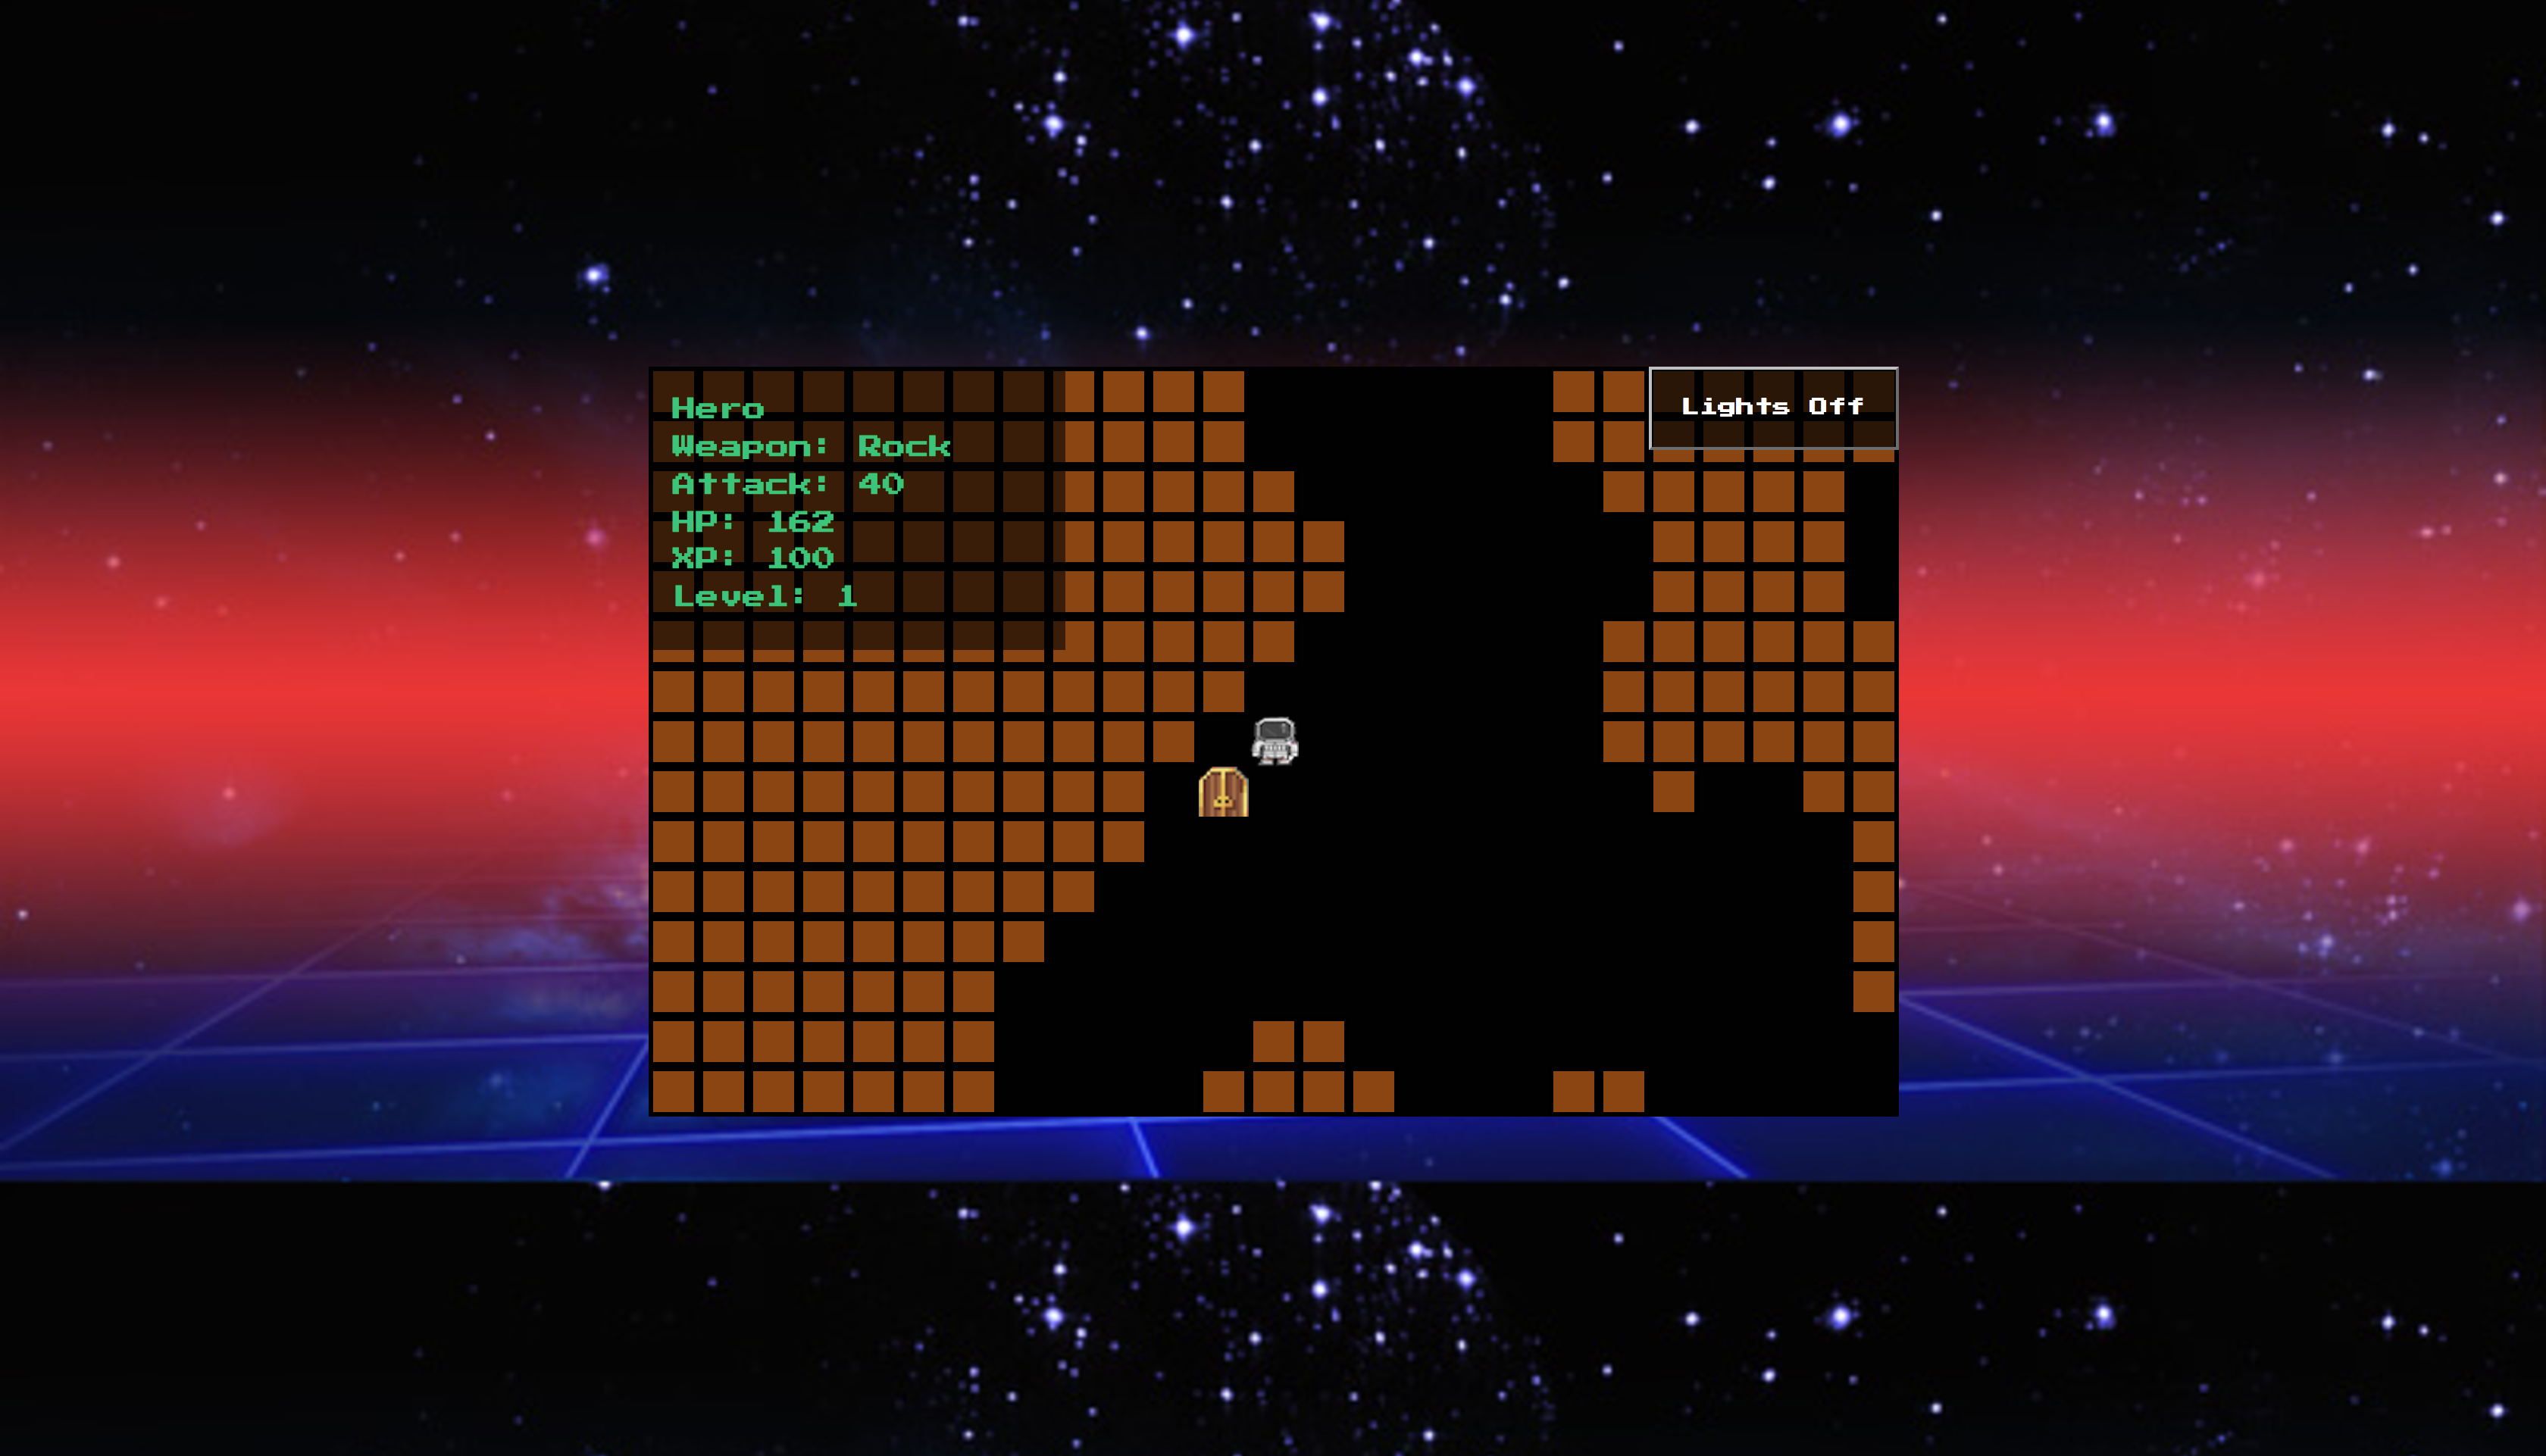 Hero
Weapon: Rock
Attack: 40
HP: 162
XP: 100
Level: 1
Lights Off